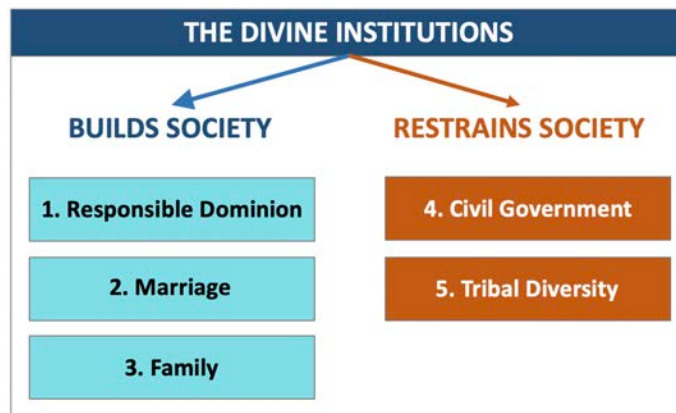 THE DIVINE INSTITUTIONS
BUILDS SOCIETY
1. Responsible Dominion
2. Marriage
3. Family
RESTRAINS SOCIETY
4. Civil Government
5. Tribal Diversity